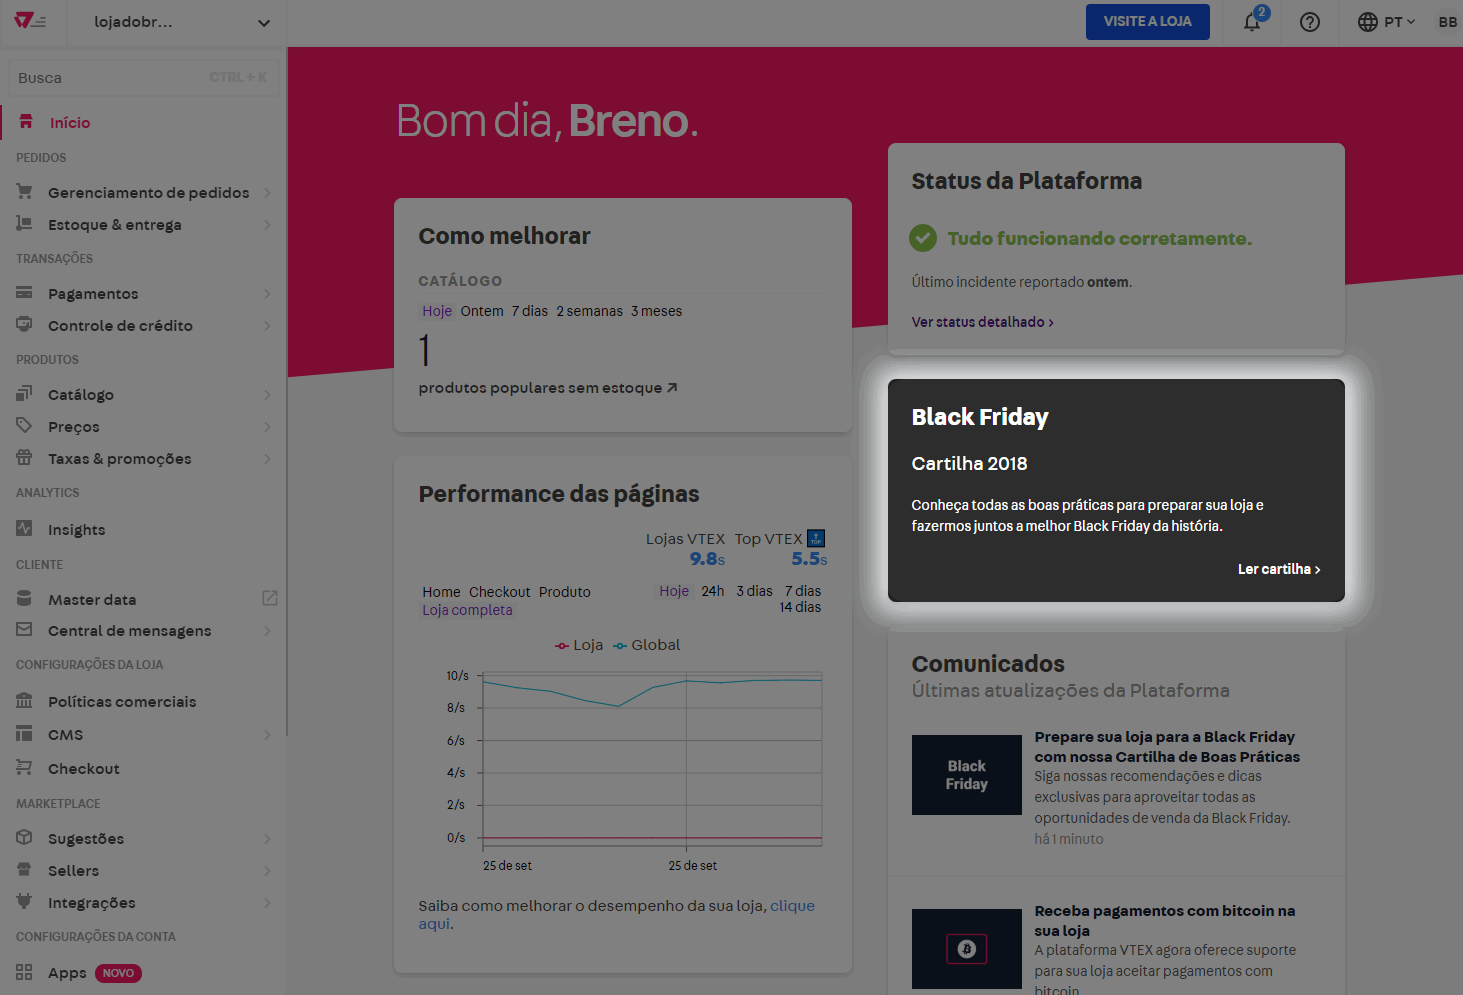 lojadobr...
VISITE A LOJA
2
PT
BB
Busca
CTRL + K
Início
PEDIDOS
Gerenciamento de pedidos
Estoque & entrega
TRANSAÇÕES
Pagamentos
Controle de crédito
PRODUTOS
Catálogo
Preços
Taxas & promoções
ANALYTICS
Insights
CLIENTE
Master data
Central de mensagens
CONFIGURAÇÕES DA LOJA
Políticas comerciais
CMS
Checkout
MARKETPLACE
Sugestões
Sellers
Integrações
CONFIGURAÇÕES DA CONTA
Apps NOVO
Bom dia, Breno.
Como melhorar
CATÁLOGO
Hoje Ontem 7 dias 2 semanas 3 meses
1
produtos populares sem estoque
Performance das páginas
Lojas VTEX Top VTEX TOP
9.8s 5.5s
Home Checkout Produto
Loja completa
Hoje 24h 3 dias 7 dias
14 dias
Loja Global
10/s
8/s
6/s
4/s
2/s
0/s
25 de set 25 de set
Saiba como melhorar o desempenho da sua loja, clique
aqui.
Status da Plataforma
Tudo funcionando corretamente.
Último incidente reportado ontem.
Ver status detalhado ›
Black Friday
Cartilha 2018
Conheça todas as boas práticas para preparar sua loja e
fazermos juntos a melhor Black Friday da história.
Ler cartilha ›
Comunicados
Últimas atualizações da Plataforma
Black
Friday
Prepare sua loja para a Black Friday
com nossa Cartilha de Boas Práticas
Siga nossas recomendações e dicas
exclusivas para aproveitar todas as
oportunidades de venda da Black Friday.
há 1 minuto
Receba pagamentos com bitcoin na
sua loja
A plataforma VTEX agora oferece suporte
para sua loja aceitar pagamentos com
bitcoin